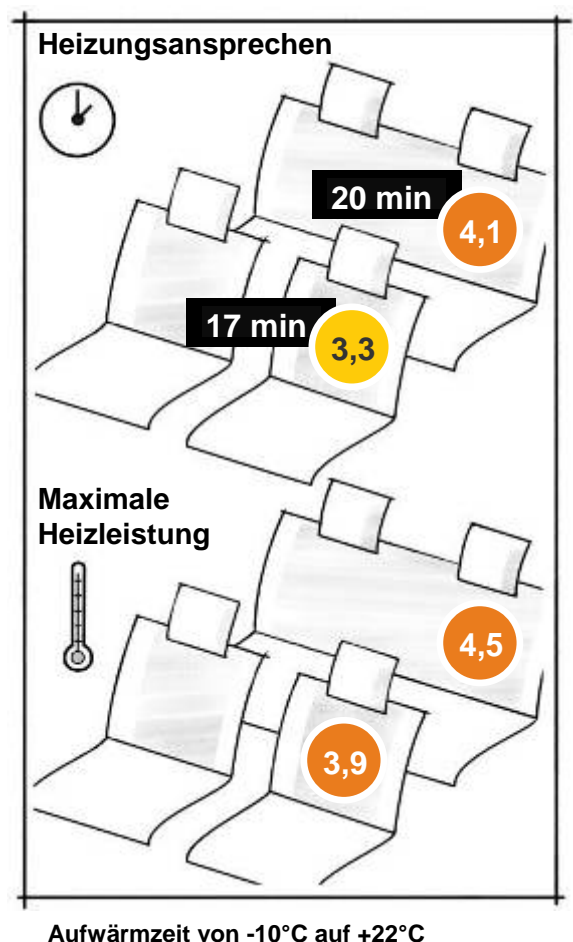 Heizungsansprechen
20 min
4,1
17 min
3,3
Maximale
Heizleistung
4,5
3,9
Aufwärmzeit von -10°C auf +22°C